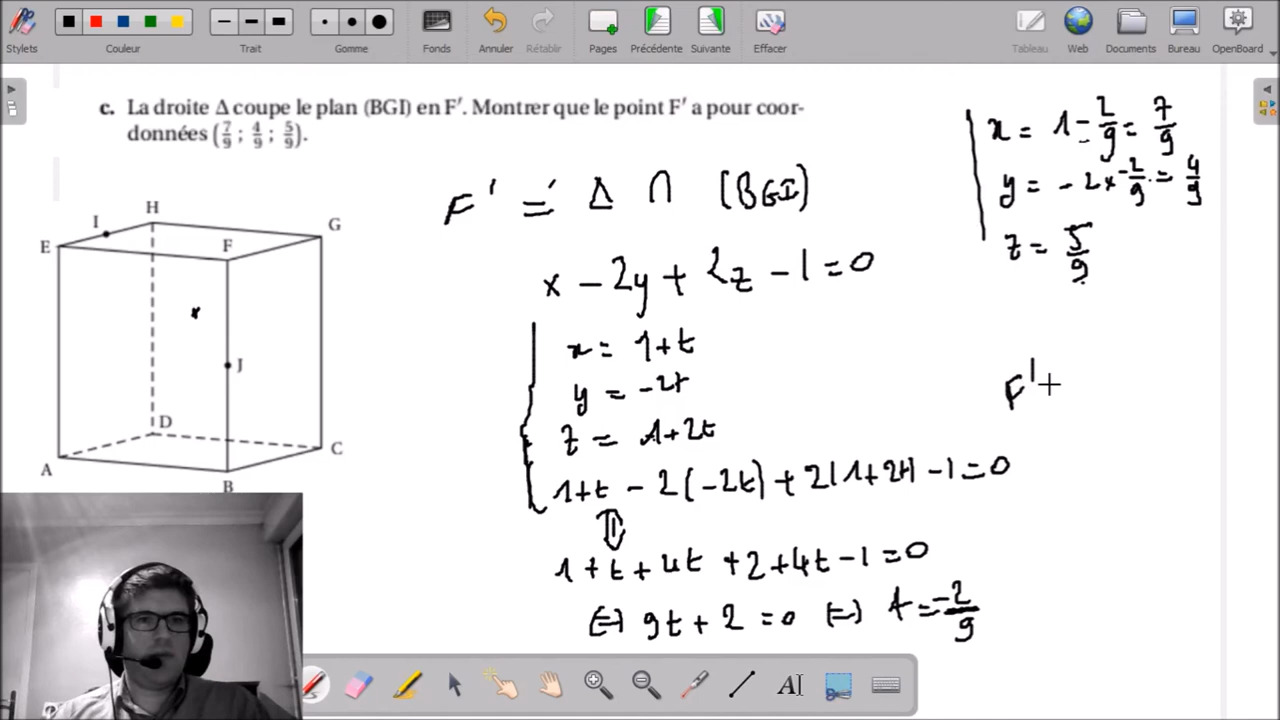 Stylets Couleur Trait Gomme Fonds Annuler Rétablir Pages Précédente Suivante Effacer Tableau Web Documents Bureau OpenBoard
c. La droite Δ coupe le plan (BGI) en F′. Montrer que le point F′ a pour coor-
données (7/9 ; 4/9 ; 5/9).
I H G
E F
J
D
A C
B
F' = Δ ∩ (BGI)
x - 2y + 2z - 1 = 0
x = 1+t
y = -2t
z = 1+2t
1+t - 2(-2t) + 2(1+2t) - 1 = 0
⇕
1+t+4t+2+4t-1=0
⇔ 9t+2=0 ⇔ t=-2/9
x = 1-2/9 = 7/9
y = -2×-2/9 = 4/9
z = 5/9
F'
AI